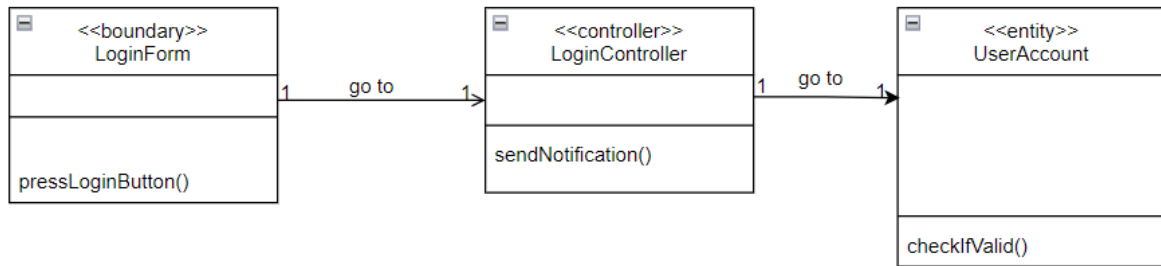 <<boundary>>
LoginForm
pressLoginButton()
1
go to
1
<<controller>>
LoginController
sendNotification()
1
go to
1
<<entity>>
UserAccount
checkIfValid()